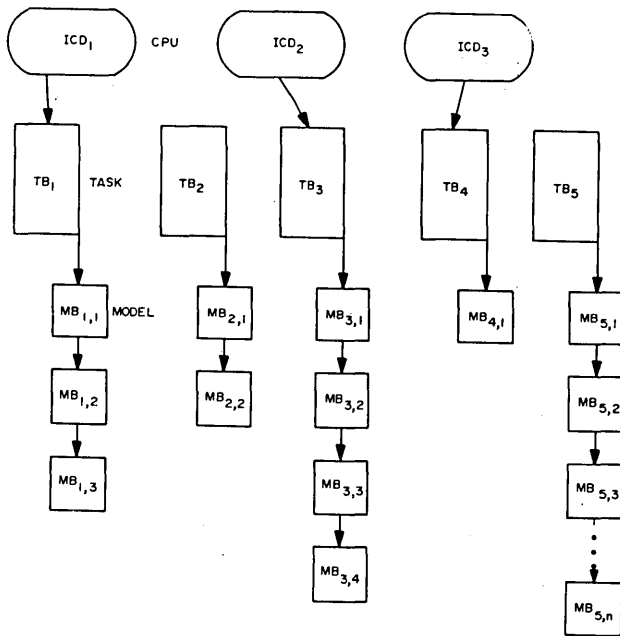 ICD1 CPU ICD2 ICD3
TB1 TASK TB2 TB3 TB4 TB5
MB1,1 MODEL MB2,1 MB3,1 MB4,1 MB5,1
MB1,2 MB2,2 MB3,2 MB5,2
MB1,3 MB3,3 MB5,3
MB3,4 MB5,n